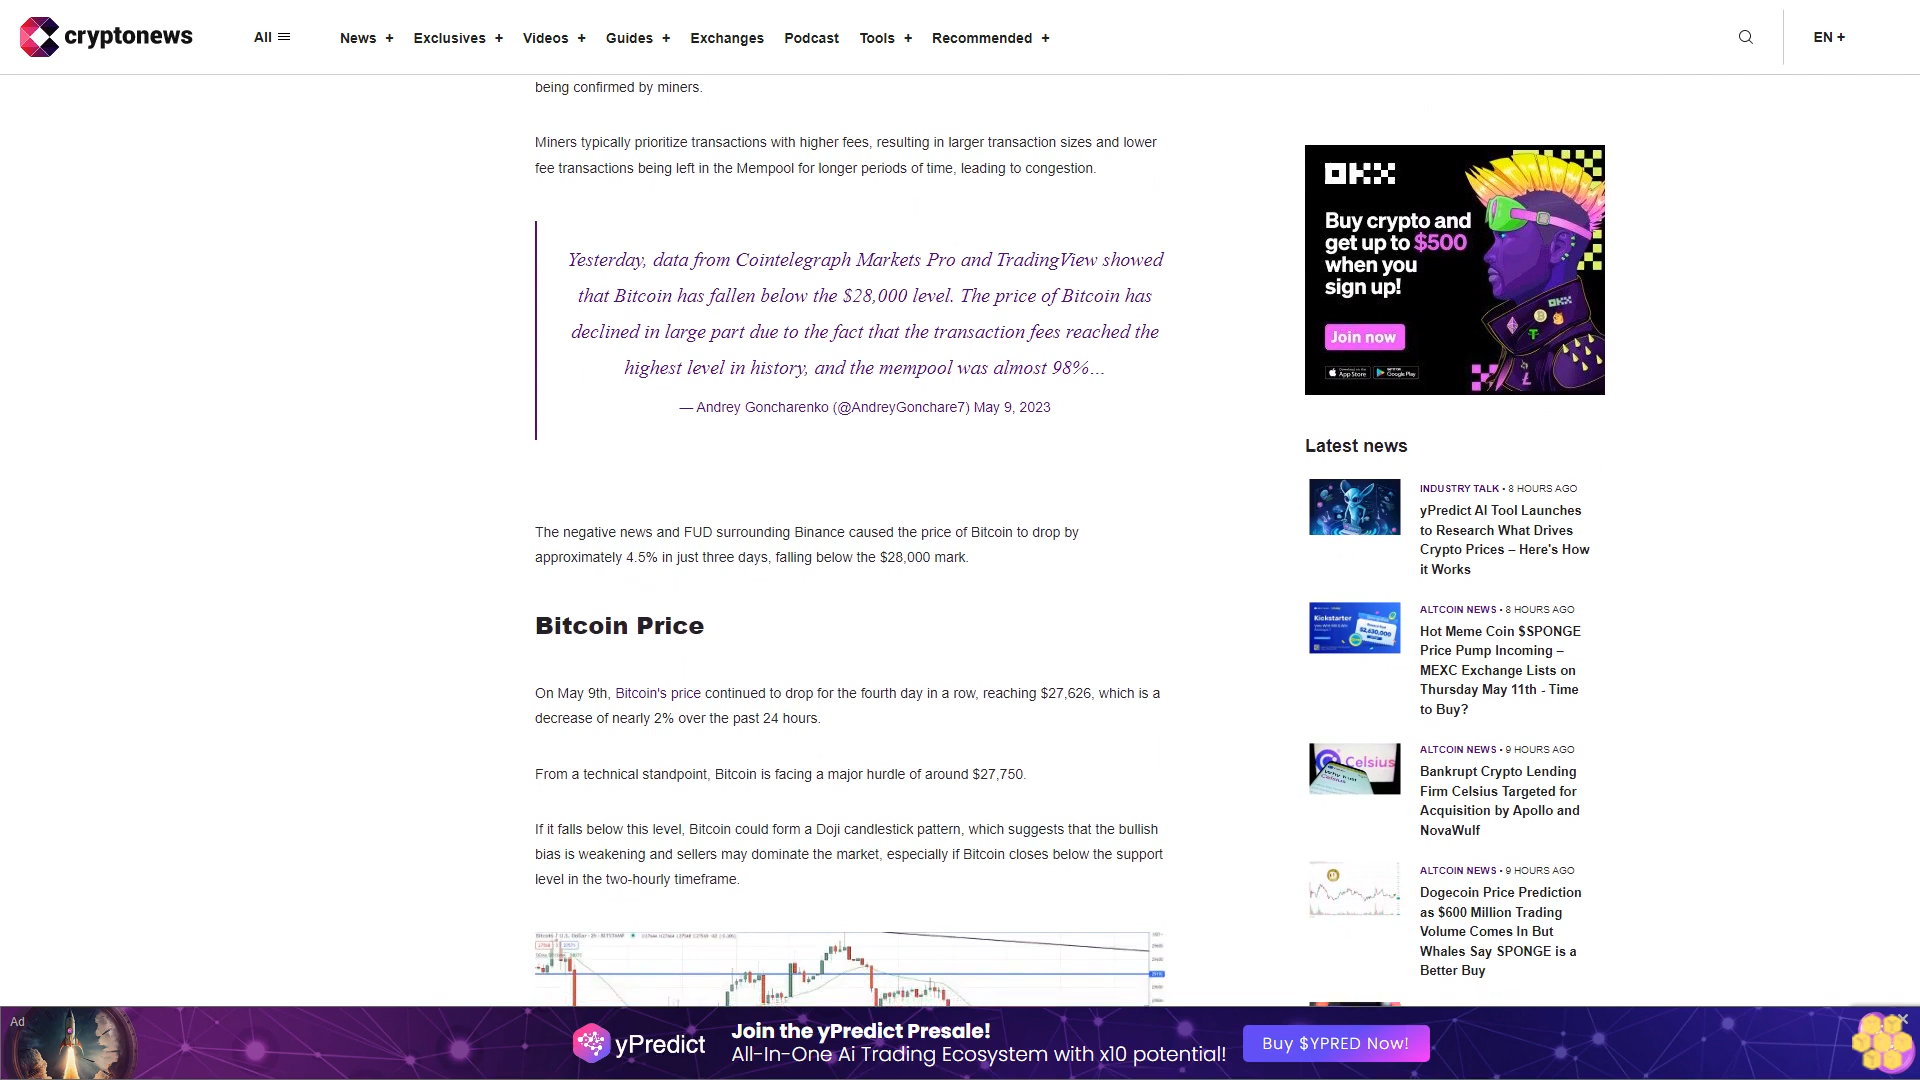 cryptonews
All
News +
Exclusives +
Videos +
Guides +
Exchanges
Podcast
Tools +
Recommended +
EN +
being confirmed by miners.
Miners typically prioritize transactions with higher fees, resulting in larger transaction sizes and lower
fee transactions being left in the Mempool for longer periods of time, leading to congestion.
Yesterday, data from Cointelegraph Markets Pro and TradingView showed
that Bitcoin has fallen below the $28,000 level. The price of Bitcoin has
declined in large part due to the fact that the transaction fees reached the
highest level in history, and the mempool was almost 98%…
— Andrey Goncharenko (@AndreyGonchare7) May 9, 2023
The negative news and FUD surrounding Binance caused the price of Bitcoin to drop by
approximately 4.5% in just three days, falling below the $28,000 mark.
Bitcoin Price
On May 9th, Bitcoin's price continued to drop for the fourth day in a row, reaching $27,626, which is a
decrease of nearly 2% over the past 24 hours.
From a technical standpoint, Bitcoin is facing a major hurdle of around $27,750.
If it falls below this level, Bitcoin could form a Doji candlestick pattern, which suggests that the bullish
bias is weakening and sellers may dominate the market, especially if Bitcoin closes below the support
level in the two-hourly timeframe.
OKX
Buy crypto and
get up to $500
when you
sign up!
Join now
App Store
Google Play
OKX
Latest news
INDUSTRY TALK • 8 HOURS AGO
yPredict AI Tool Launches
to Research What Drives
Crypto Prices – Here's How
it Works
Kickstarter
ALTCOIN NEWS • 8 HOURS AGO
Hot Meme Coin $SPONGE
Price Pump Incoming –
MEXC Exchange Lists on
Thursday May 11th - Time
to Buy?
Celsius
ALTCOIN NEWS • 9 HOURS AGO
Bankrupt Crypto Lending
Firm Celsius Targeted for
Acquisition by Apollo and
NovaWulf
ALTCOIN NEWS • 9 HOURS AGO
Dogecoin Price Prediction
as $600 Million Trading
Volume Comes In But
Whales Say SPONGE is a
Better Buy
Ad
yPredict
Join the yPredict Presale!
All-In-One Ai Trading Ecosystem with x10 potential!
Buy $YPRED Now!